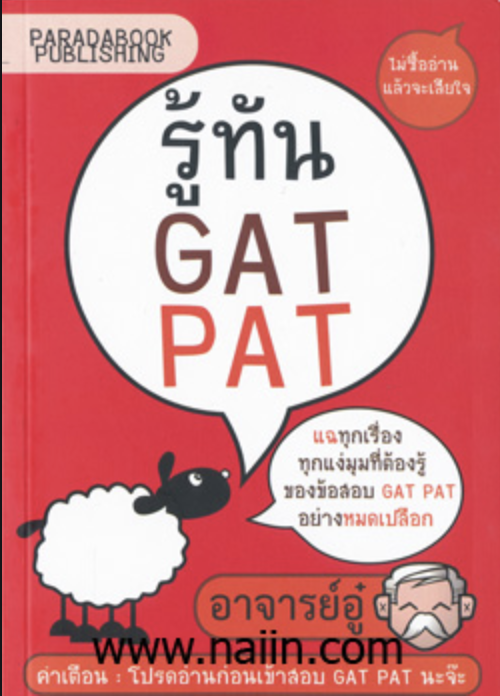 PARADABOOK
PUBLISHING
ไม่ซื้ออ่าน
แล้วจะเสียใจ
รู้ทัน
GAT
PAT
แฉทุกเรื่อง
ทุกแง่มุมที่ต้องรู้
ของข้อสอบ GAT PAT
อย่างหมดเปลือก
อาจารย์อู๋
www.naiin.com
คำเตือน : โปรดอ่านก่อนเข้าสอบ GAT PAT นะจ๊ะ